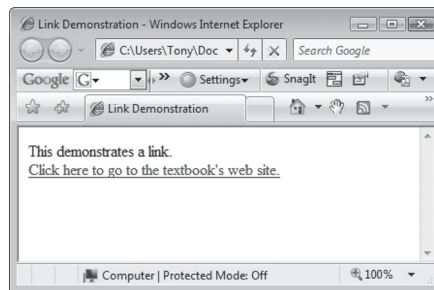 Link Demonstration - Windows Internet Explorer
C:\Users\Tony\Doc Search Google
Google G Settings SnagIt
Link Demonstration
This demonstrates a link.
Click here to go to the textbook's web site.
Computer | Protected Mode: Off 100%